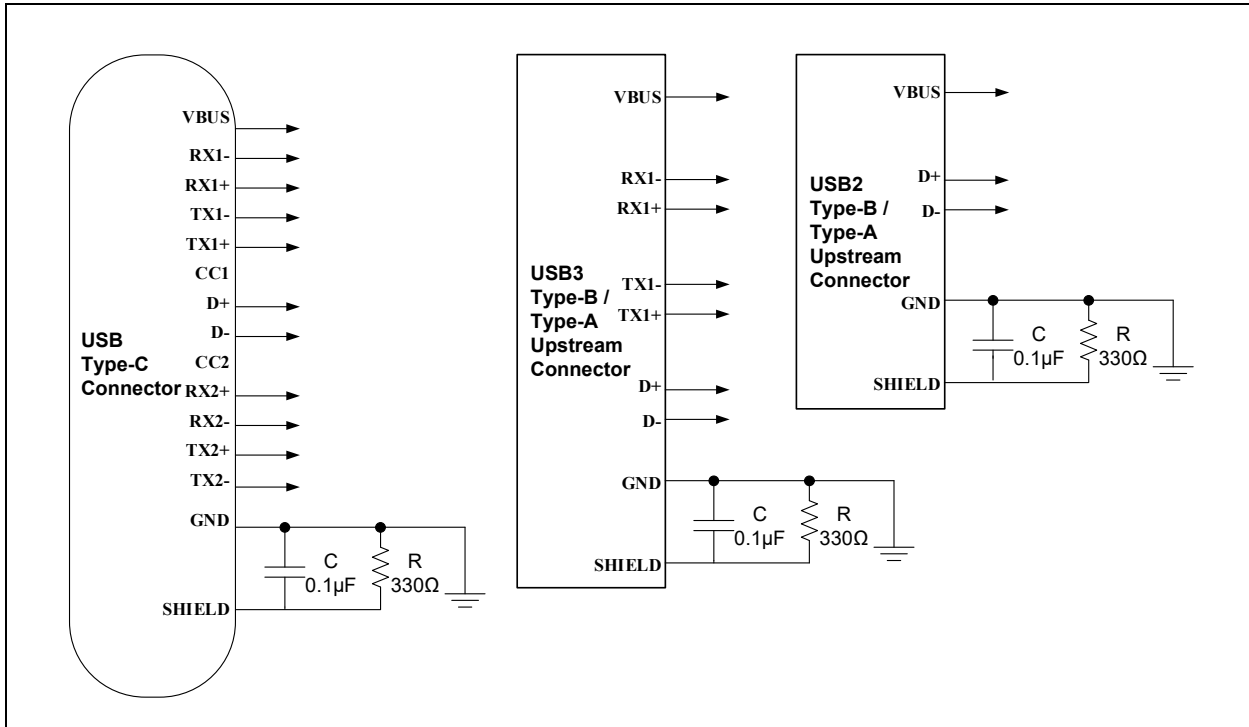 VBUS
RX1-
RX1+
TX1-
TX1+
CC1
D+
D-
CC2
RX2+
RX2-
TX2+
TX2-
GND
SHIELD
USB
Type-C
Connector
C
0.1µF
R
330Ω
VBUS
RX1-
RX1+
TX1-
TX1+
D+
D-
GND
SHIELD
USB3
Type-B /
Type-A
Upstream
Connector
C
0.1µF
R
330Ω
VBUS
D+
D-
GND
SHIELD
USB2
Type-B /
Type-A
Upstream
Connector
C
0.1µF
R
330Ω